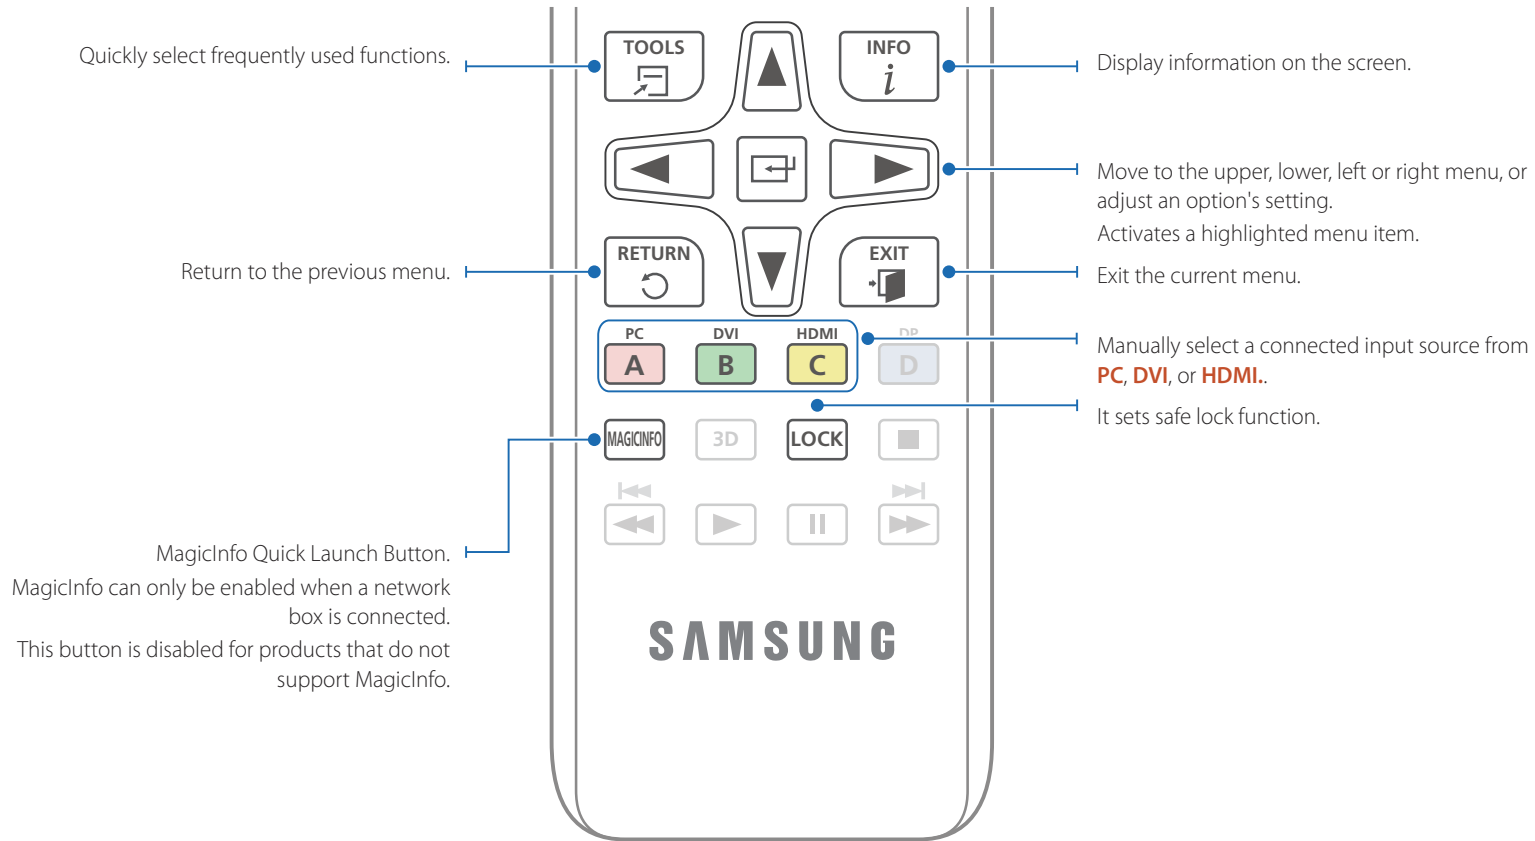 Quickly select frequently used functions.
TOOLS
INFO
i
Display information on the screen.
Move to the upper, lower, left or right menu, or
adjust an option's setting.
Activates a highlighted menu item.
Return to the previous menu.
RETURN
EXIT
Exit the current menu.
PC DVI HDMI DP
A B C D
Manually select a connected input source from
PC, DVI, or HDMI..
It sets safe lock function.
MAGICINFO 3D LOCK
MagicInfo Quick Launch Button.
MagicInfo can only be enabled when a network
box is connected.
This button is disabled for products that do not
support MagicInfo.
SAMSUNG